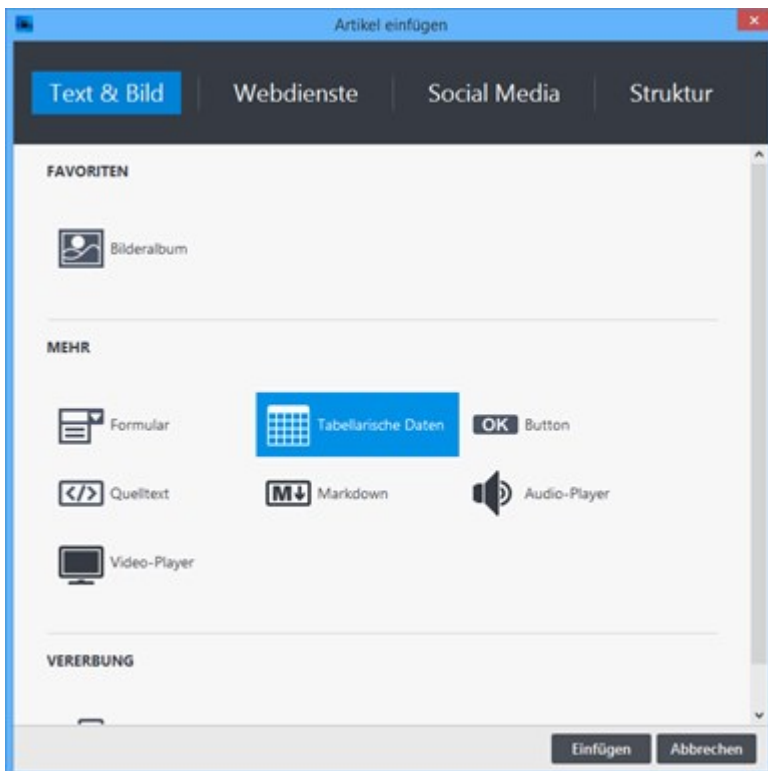 Artikel einfügen
Text & Bild Webdienste Social Media Struktur
FAVORITEN
Bilderalbum
MEHR
Formular Tabellarische Daten OK Button
</> Quelltext M Markdown Audio-Player
Video-Player
VERERBUNG
Einfügen Abbrechen